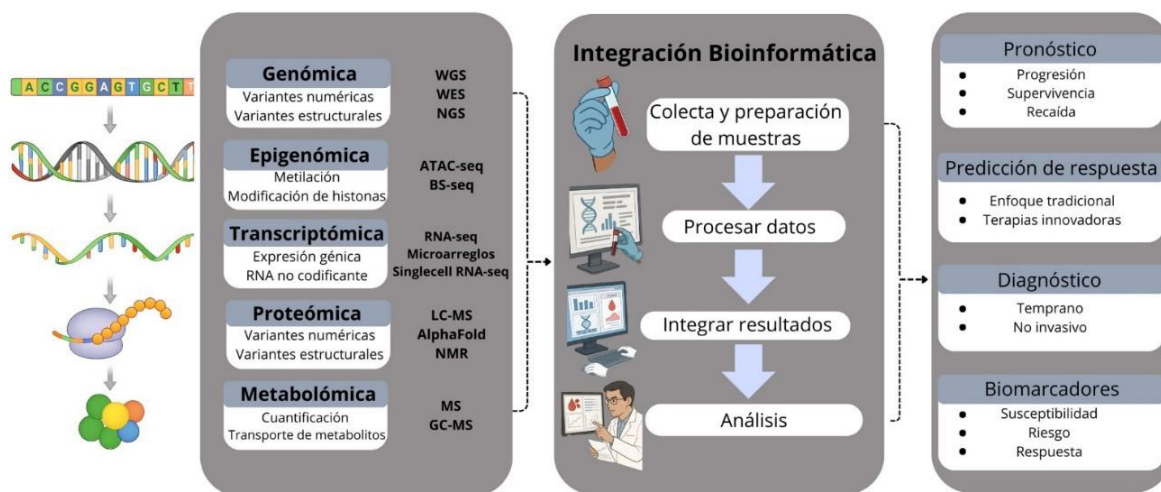 ACCGGAGTGCTT
Genómica
Variantes numéricas
Variantes estructurales
WGS
WES
NGS
Epigenómica
Metilación
Modificación de histonas
ATAC-seq
BS-seq
Transcriptómica
Expresión génica
RNA no codificante
RNA-seq
Microarreglos
Singlecell RNA-seq
Proteómica
Variantes numéricas
Variantes estructurales
LC-MS
AlphaFold
NMR
Metabolómica
Cuantificación
Transporte de metabolitos
MS
GC-MS
Integración Bioinformática
Colecta y preparación
de muestras
Procesar datos
Integrar resultados
Análisis
Pronóstico
Progresión
Supervivencia
Recaída
Predicción de respuesta
Enfoque tradicional
Terapias innovadoras
Diagnóstico
Temprano
No invasivo
Biomarcadores
Susceptibilidad
Riesgo
Respuesta